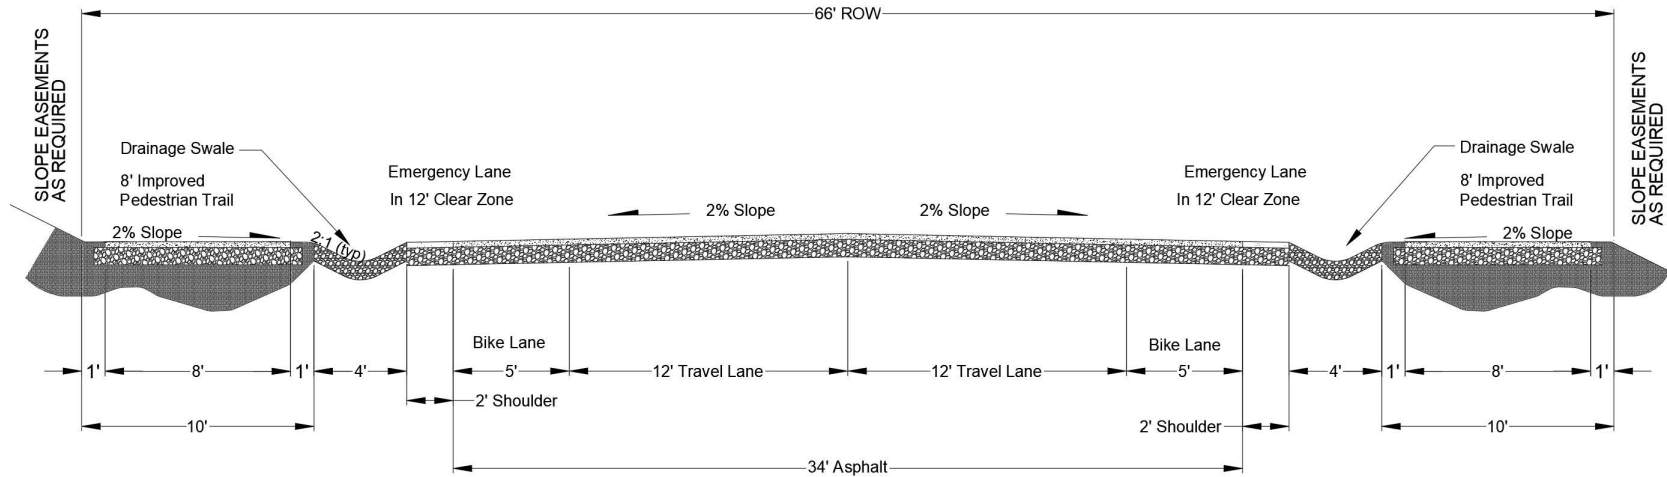 66' ROW
SLOPE EASEMENTS
AS REQUIRED
SLOPE EASEMENTS
AS REQUIRED
Drainage Swale
8' Improved
Pedestrian Trail
2% Slope
2:1 (typ)
Emergency Lane
In 12' Clear Zone
2% Slope
2% Slope
Emergency Lane
In 12' Clear Zone
Drainage Swale
8' Improved
Pedestrian Trail
2% Slope
Bike Lane
Bike Lane
1'
8'
1'
4'
5'
12' Travel Lane
12' Travel Lane
5'
4'
1'
8'
1'
2' Shoulder
10'
2' Shoulder
10'
34' Asphalt